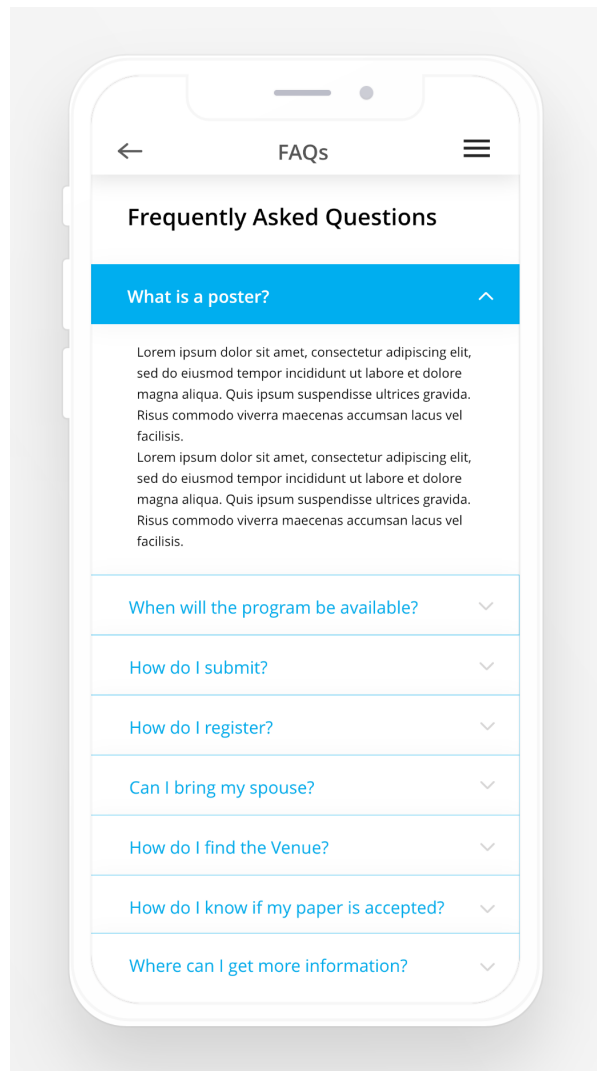 FAQs
Frequently Asked Questions
What is a poster?
Lorem ipsum dolor sit amet, consectetur adipiscing elit,
sed do eiusmod tempor incididunt ut labore et dolore
magna aliqua. Quis ipsum suspendisse ultrices gravida.
Risus commodo viverra maecenas accumsan lacus vel
facilisis.
Lorem ipsum dolor sit amet, consectetur adipiscing elit,
sed do eiusmod tempor incididunt ut labore et dolore
magna aliqua. Quis ipsum suspendisse ultrices gravida.
Risus commodo viverra maecenas accumsan lacus vel
facilisis.
When will the program be available?
How do I submit?
How do I register?
Can I bring my spouse?
How do I find the Venue?
How do I know if my paper is accepted?
Where can I get more information?